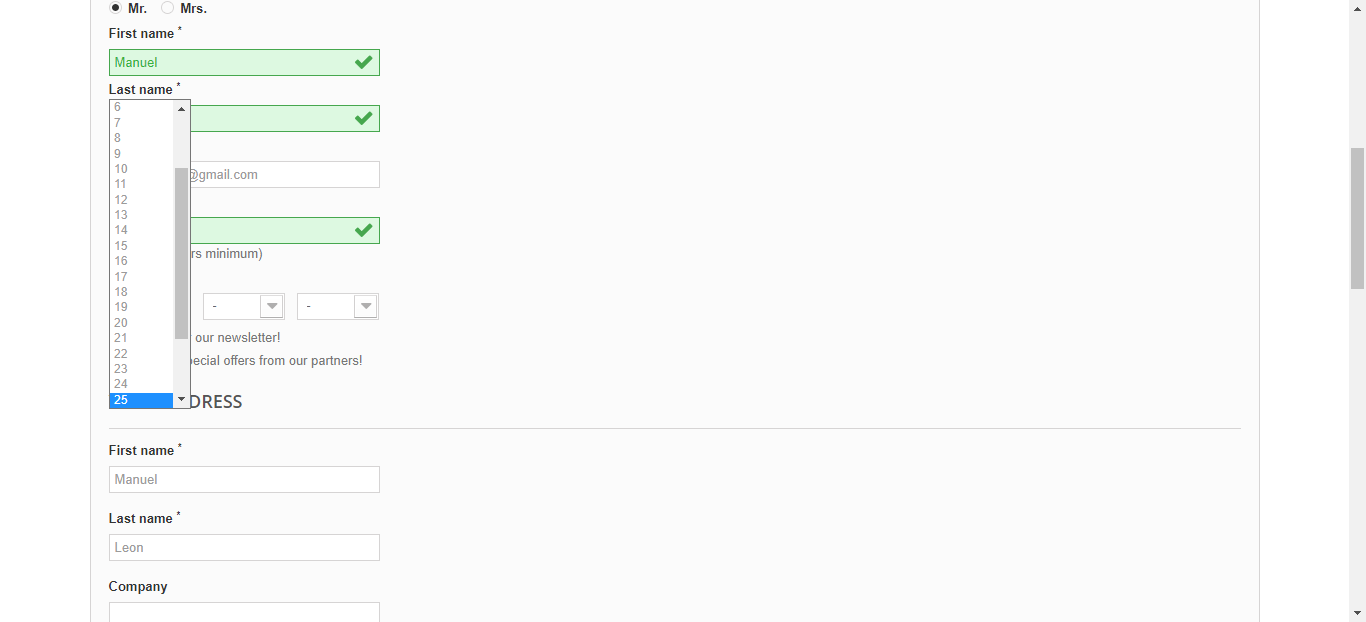 Mr. Mrs.
First name *
Manuel
Last name *
6
7
8
9
10
@gmail.com
11
12
13
14
15
rs minimum)
16
17
18
19
- -
20
21
our newsletter!
22
23
pecial offers from our partners!
24
25
DRESS
First name *
Manuel
Last name *
Leon
Company